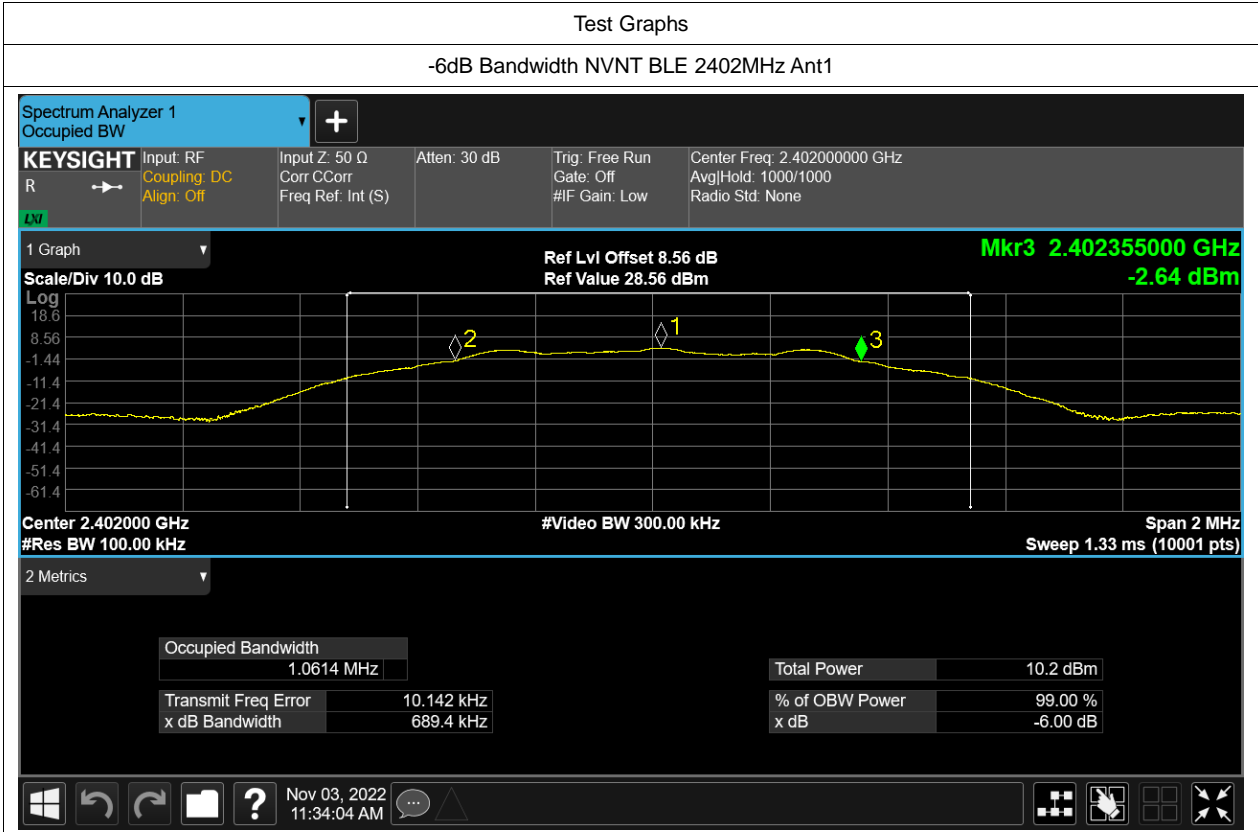 Test Graphs
-6dB Bandwidth NVNT BLE 2402MHz Ant1
Spectrum Analyzer 1
Occupied BW
KEYSIGHT
R
LXI
Input: RF
Coupling: DC
Align: Off
Input Z: 50 Ω
Corr CCorr
Freq Ref: Int (S)
Atten: 30 dB
Trig: Free Run
Gate: Off
#IF Gain: Low
Center Freq: 2.402000000 GHz
Avg|Hold: 1000/1000
Radio Std: None
1 Graph
Scale/Div 10.0 dB
Ref Lvl Offset 8.56 dB
Ref Value 28.56 dBm
Mkr3 2.402355000 GHz
-2.64 dBm
Log
18.6
8.56
-1.44
-11.4
-21.4
-31.4
-41.4
-51.4
-61.4
2
1
3
Center 2.402000 GHz
#Res BW 100.00 kHz
#Video BW 300.00 kHz
Span 2 MHz
Sweep 1.33 ms (10001 pts)
2 Metrics
Occupied Bandwidth
1.0614 MHz
Transmit Freq Error 10.142 kHz
x dB Bandwidth 689.4 kHz
Total Power 10.2 dBm
% of OBW Power 99.00 %
x dB -6.00 dB
?
Nov 03, 2022
11:34:04 AM